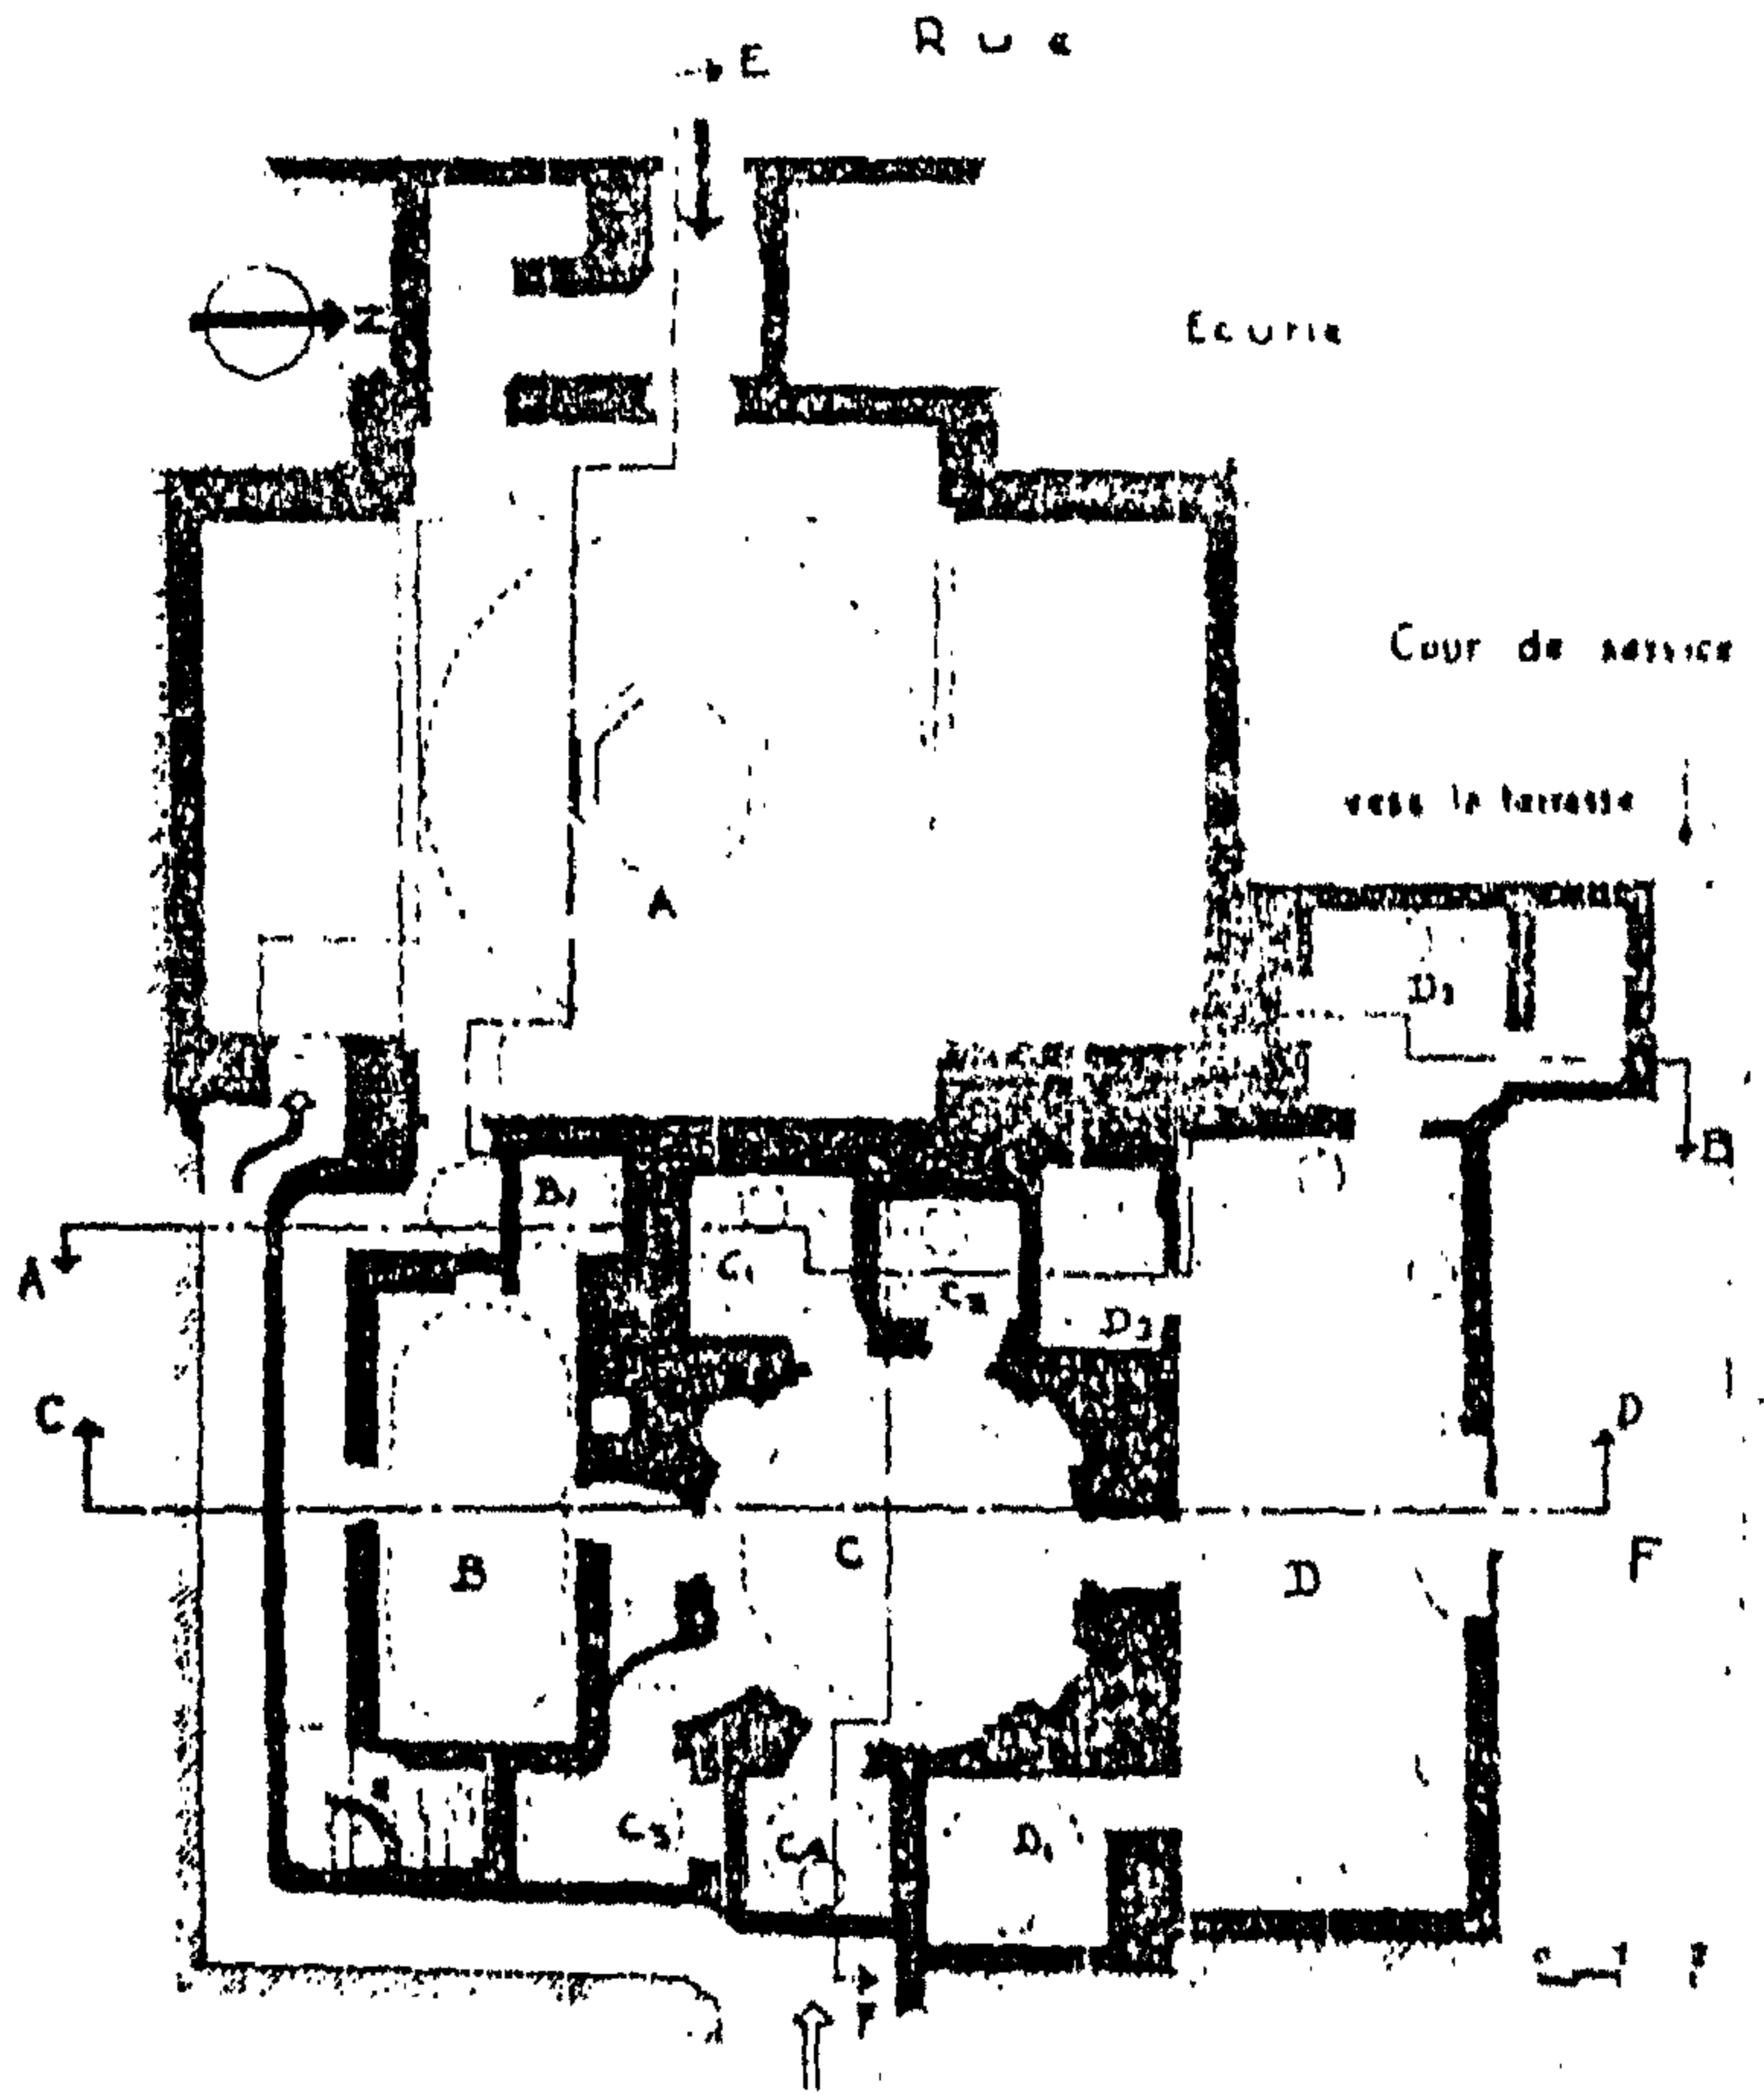 Rue
E
N
Ecurie
Cour de service
vers la terrasse
A
D₃
B
B₁
A
C₁
C₂
D₂
C
D
B
C
D
F
a
C₃
C₄
D₁
F